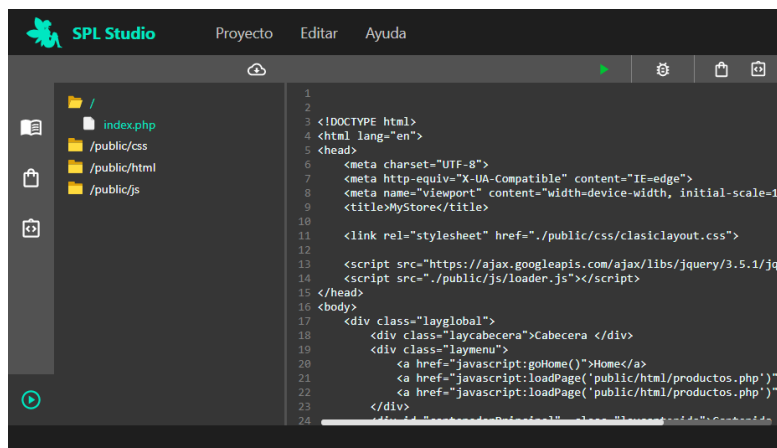 SPL Studio Proyecto Editar Ayuda
/
index.php
/public/css
/public/html
/public/js
1
2
3 <!DOCTYPE html>
4 <html lang="en">
5 <head>
6 <meta charset="UTF-8">
7 <meta http-equiv="X-UA-Compatible" content="IE=edge">
8 <meta name="viewport" content="width=device-width, initial-scale=1
9 <title>MyStore</title>
10
11 <link rel="stylesheet" href="./public/css/clasiclayout.css">
12
13 <script src="https://ajax.googleapis.com/ajax/libs/jquery/3.5.1/jq
14 <script src="./public/js/loader.js"></script>
15 </head>
16 <body>
17 <div class="layglobal">
18 <div class="laycabecera">Cabecera </div>
19 <div class="laymenu">
20 <a href="javascript:goHome()">Home</a>
21 <a href="javascript:loadPage('public/html/productos.php')"
22 <a href="javascript:loadPage('public/html/productos.php')"
23 </div>
24